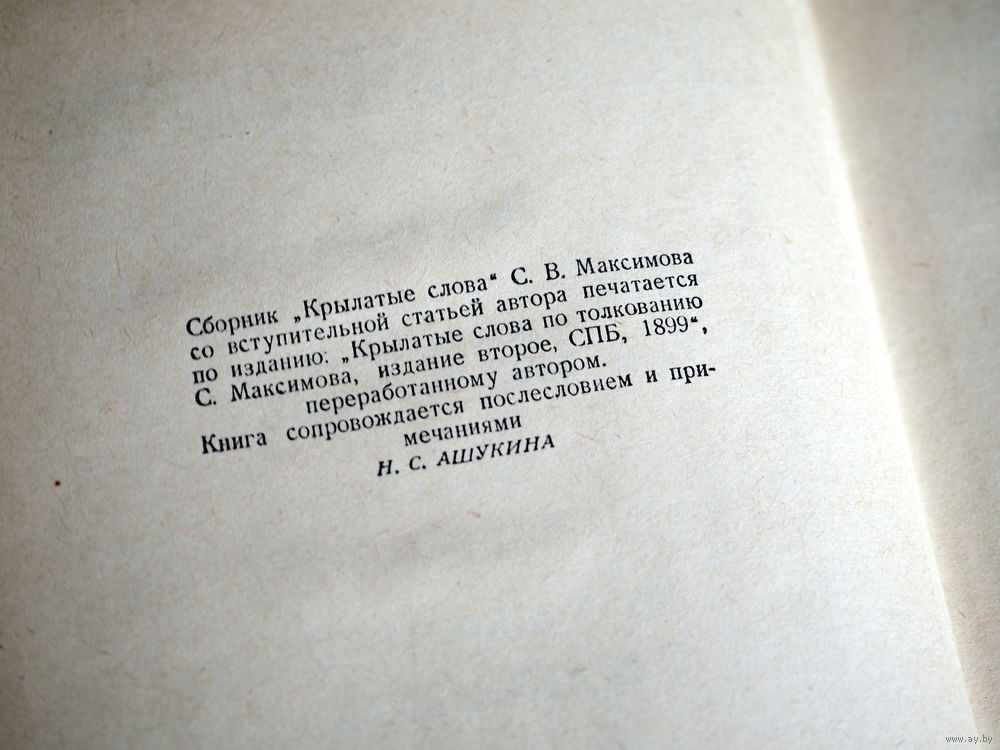 Сборник „Крылатые слова“ С. В. Максимова
со вступительной статьей автора печатается
по изданию: „Крылатые слова по толкованию
С. Максимова, издание второе, СПБ, 1899“,
переработанному автором.
Книга сопровождается послесловием и при-
мечаниями
Н. С. АШУКИНА
www.ay.by